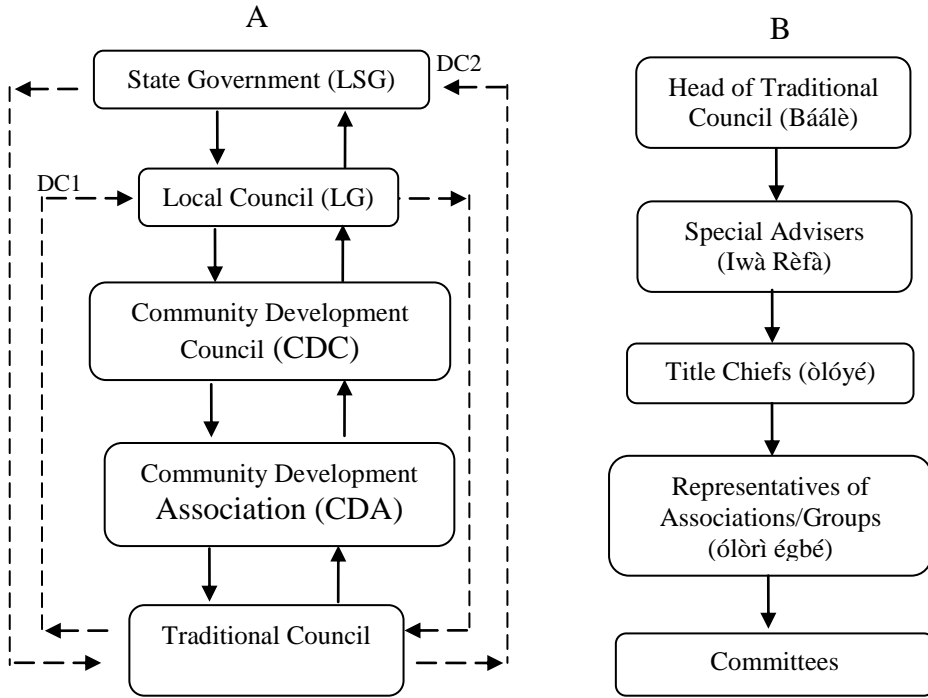 A
State Government (LSG)
DC2
DC1
Local Council (LG)
Community Development
Council (CDC)
Community Development
Association (CDA)
Traditional Council
B
Head of Traditional
Council (Báálè)
Special Advisers
(Iwà Rèfà)
Title Chiefs (òlóyé)
Representatives of
Associations/Groups
(ólòrì égbé)
Committees